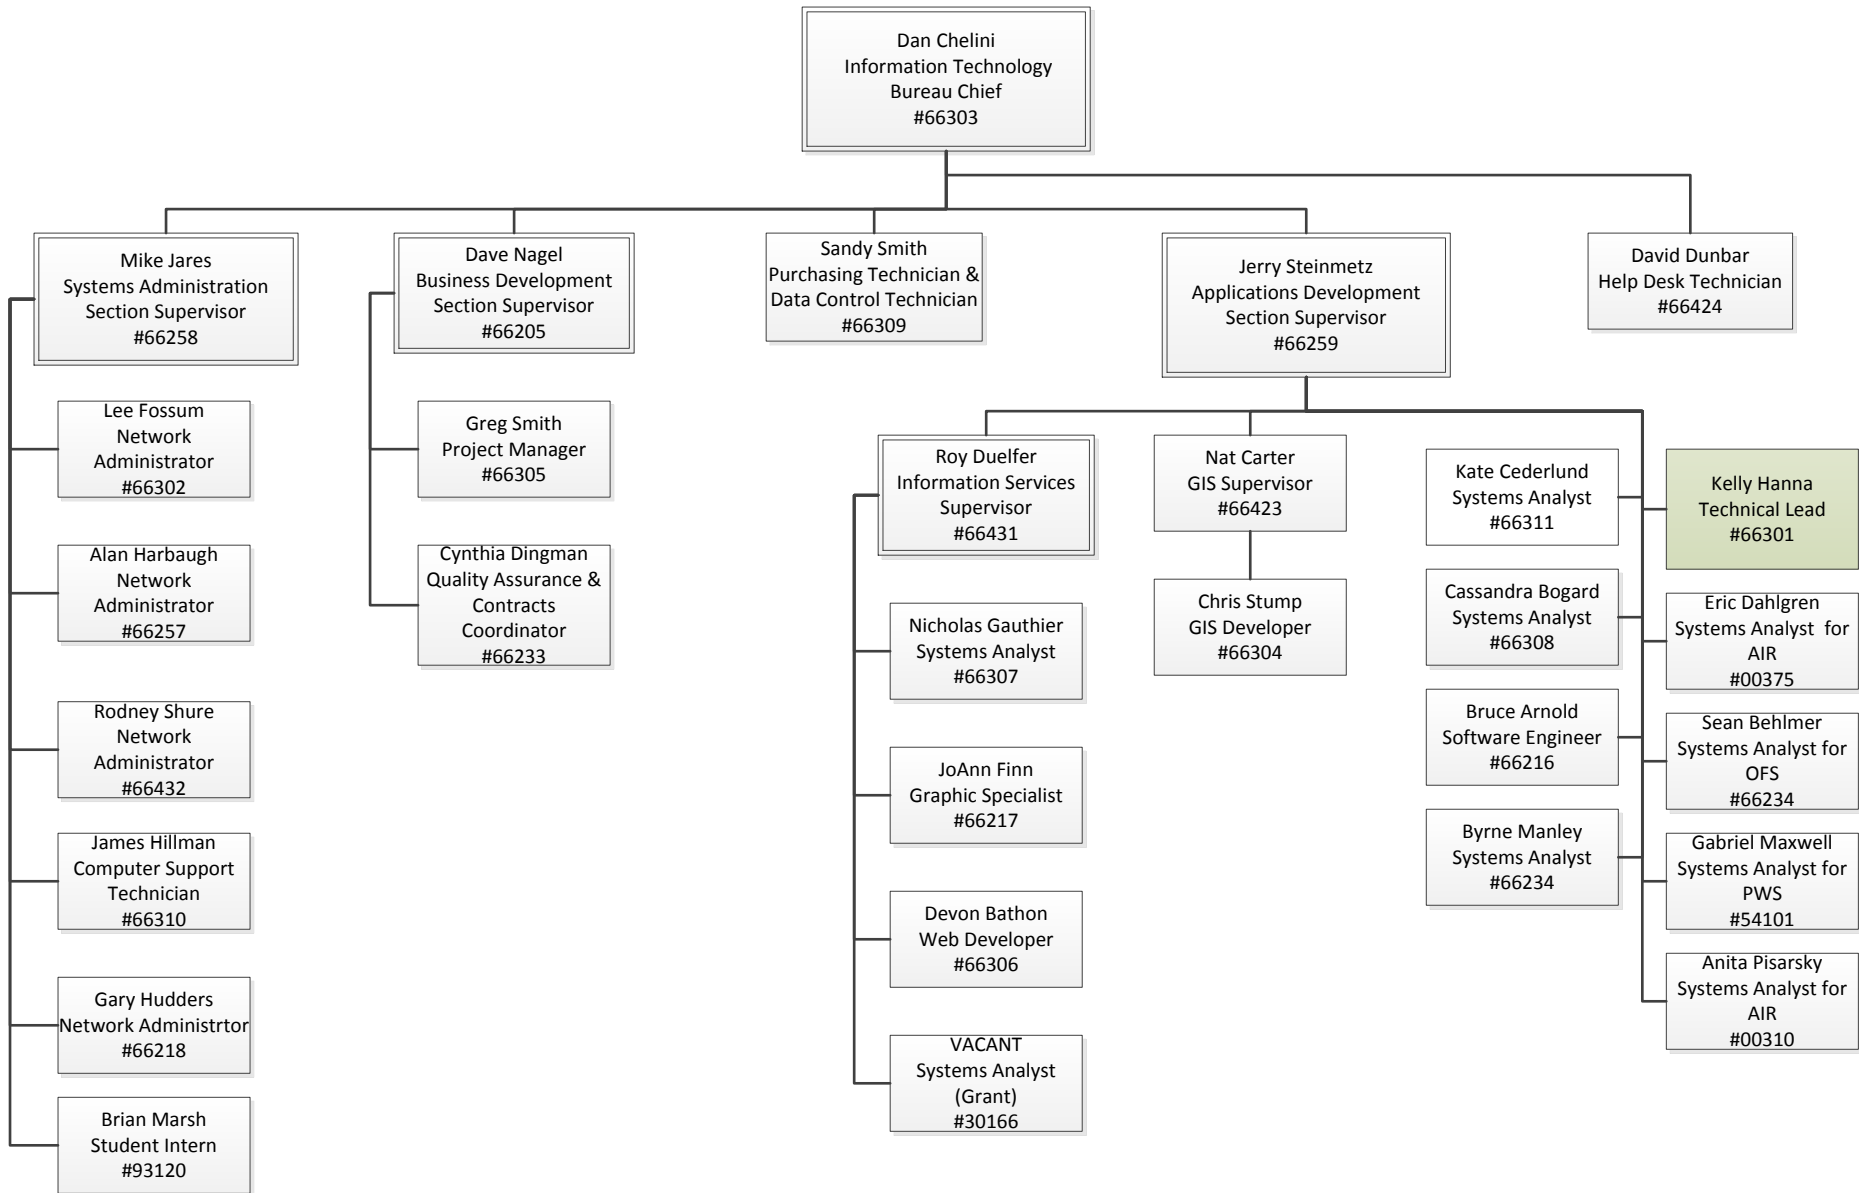 Dan Chelini
Information Technology
Bureau Chief
#66303
Mike Jares
Systems Administration
Section Supervisor
#66258
Dave Nagel
Business Development
Section Supervisor
#66205
Sandy Smith
Purchasing Technician &
Data Control Technician
#66309
Jerry Steinmetz
Applications Development
Section Supervisor
#66259
David Dunbar
Help Desk Technician
#66424
Lee Fossum
Network
Administrator
#66302
Alan Harbaugh
Network
Administrator
#66257
Rodney Shure
Network
Administrator
#66432
James Hillman
Computer Support
Technician
#66310
Gary Hudders
Network Administrtor
#66218
Brian Marsh
Student Intern
#93120
Greg Smith
Project Manager
#66305
Cynthia Dingman
Quality Assurance &
Contracts
Coordinator
#66233
Roy Duelfer
Information Services
Supervisor
#66431
Nicholas Gauthier
Systems Analyst
#66307
JoAnn Finn
Graphic Specialist
#66217
Devon Bathon
Web Developer
#66306
VACANT
Systems Analyst
(Grant)
#30166
Nat Carter
GIS Supervisor
#66423
Chris Stump
GIS Developer
#66304
Kate Cederlund
Systems Analyst
#66311
Cassandra Bogard
Systems Analyst
#66308
Bruce Arnold
Software Engineer
#66216
Byrne Manley
Systems Analyst
#66234
Kelly Hanna
Technical Lead
#66301
Eric Dahlgren
Systems Analyst for
AIR
#00375
Sean Behlmer
Systems Analyst for
OFS
#66234
Gabriel Maxwell
Systems Analyst for
PWS
#54101
Anita Pisarsky
Systems Analyst for
AIR
#00310